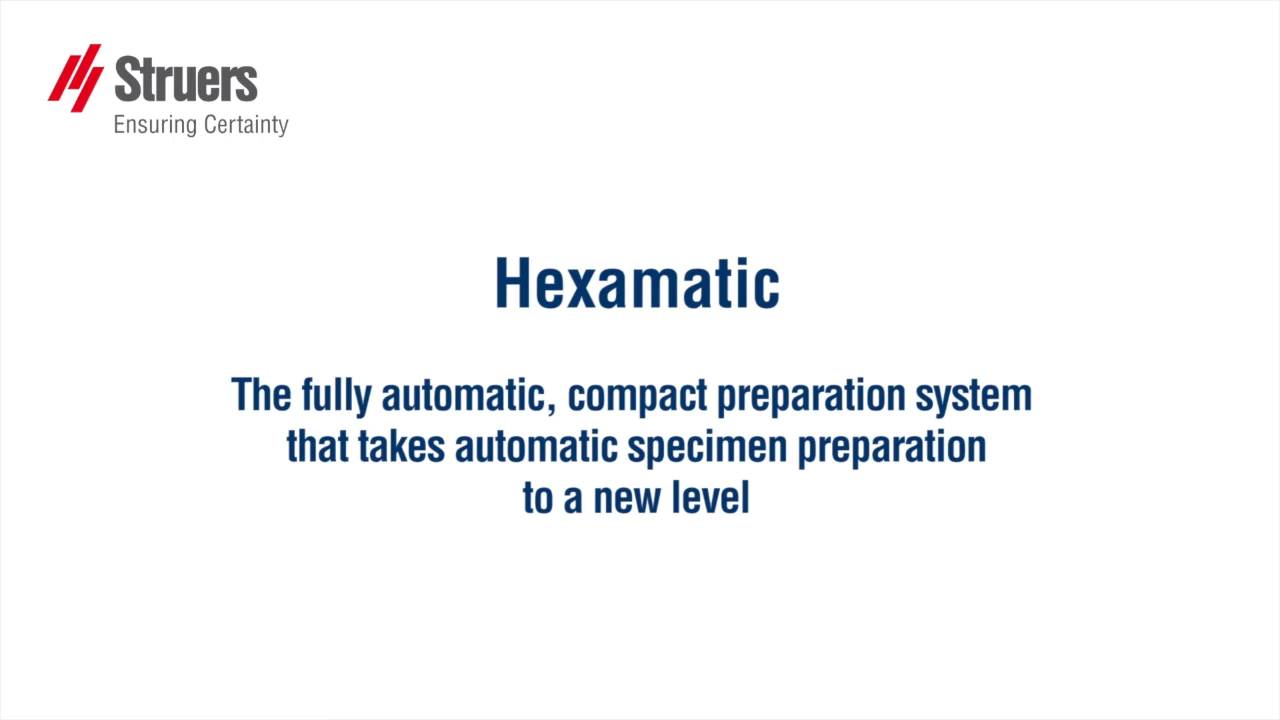 Struers
Ensuring Certainty
Hexamatic
The fully automatic, compact preparation system
that takes automatic specimen preparation
to a new level